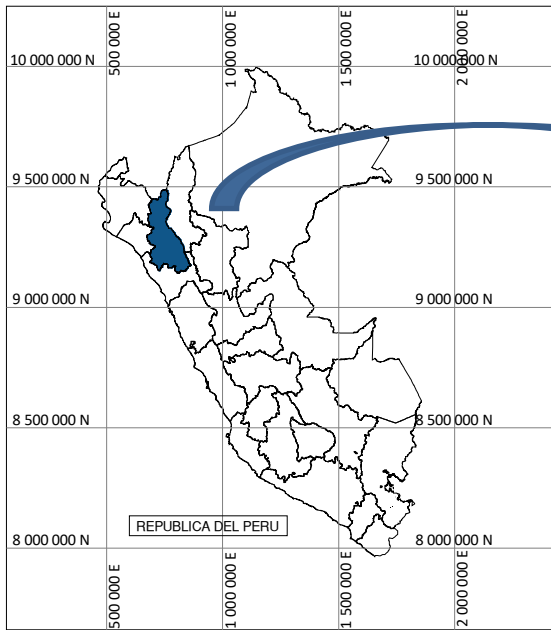 500 000 E
1 000 000 E
1 500 000 E
2 000 000 E
10 000 000 N
10 000 000 N
9 500 000 N
9 500 000 N
9 000 000 N
9 000 000 N
8 500 000 N
8 500 000 N
REPUBLICA DEL PERU
8 000 000 N
8 000 000 N
500 000 E
1 000 000 E
1 500 000 E
2 000 000 E